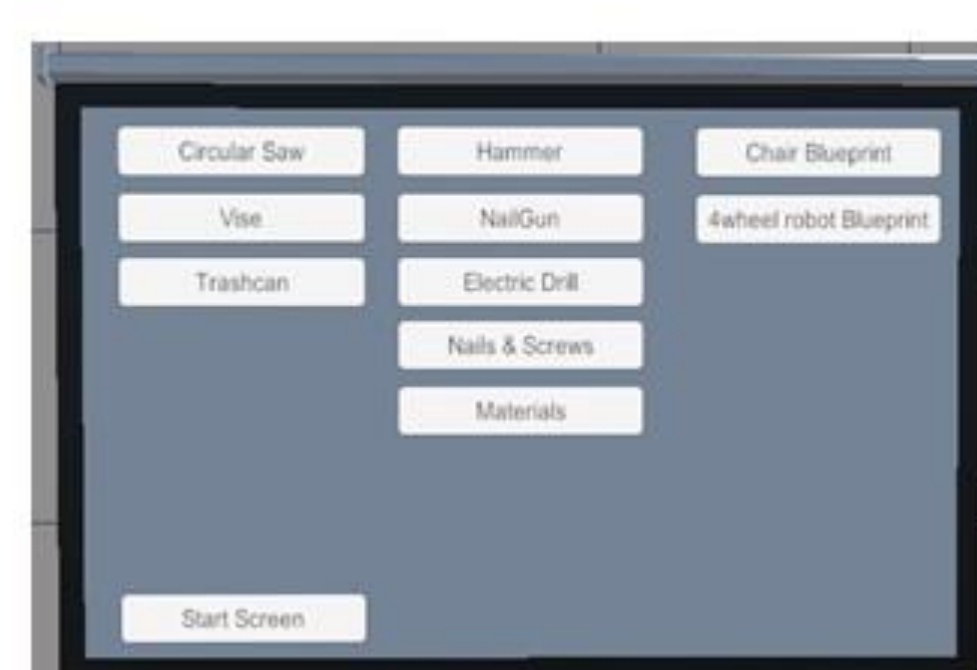 Circular Saw
Hammer
Chair Blueprint
Vise
NailGun
4wheel robot Blueprint
Trashcan
Electric Drill
Nails & Screws
Materials
Start Screen